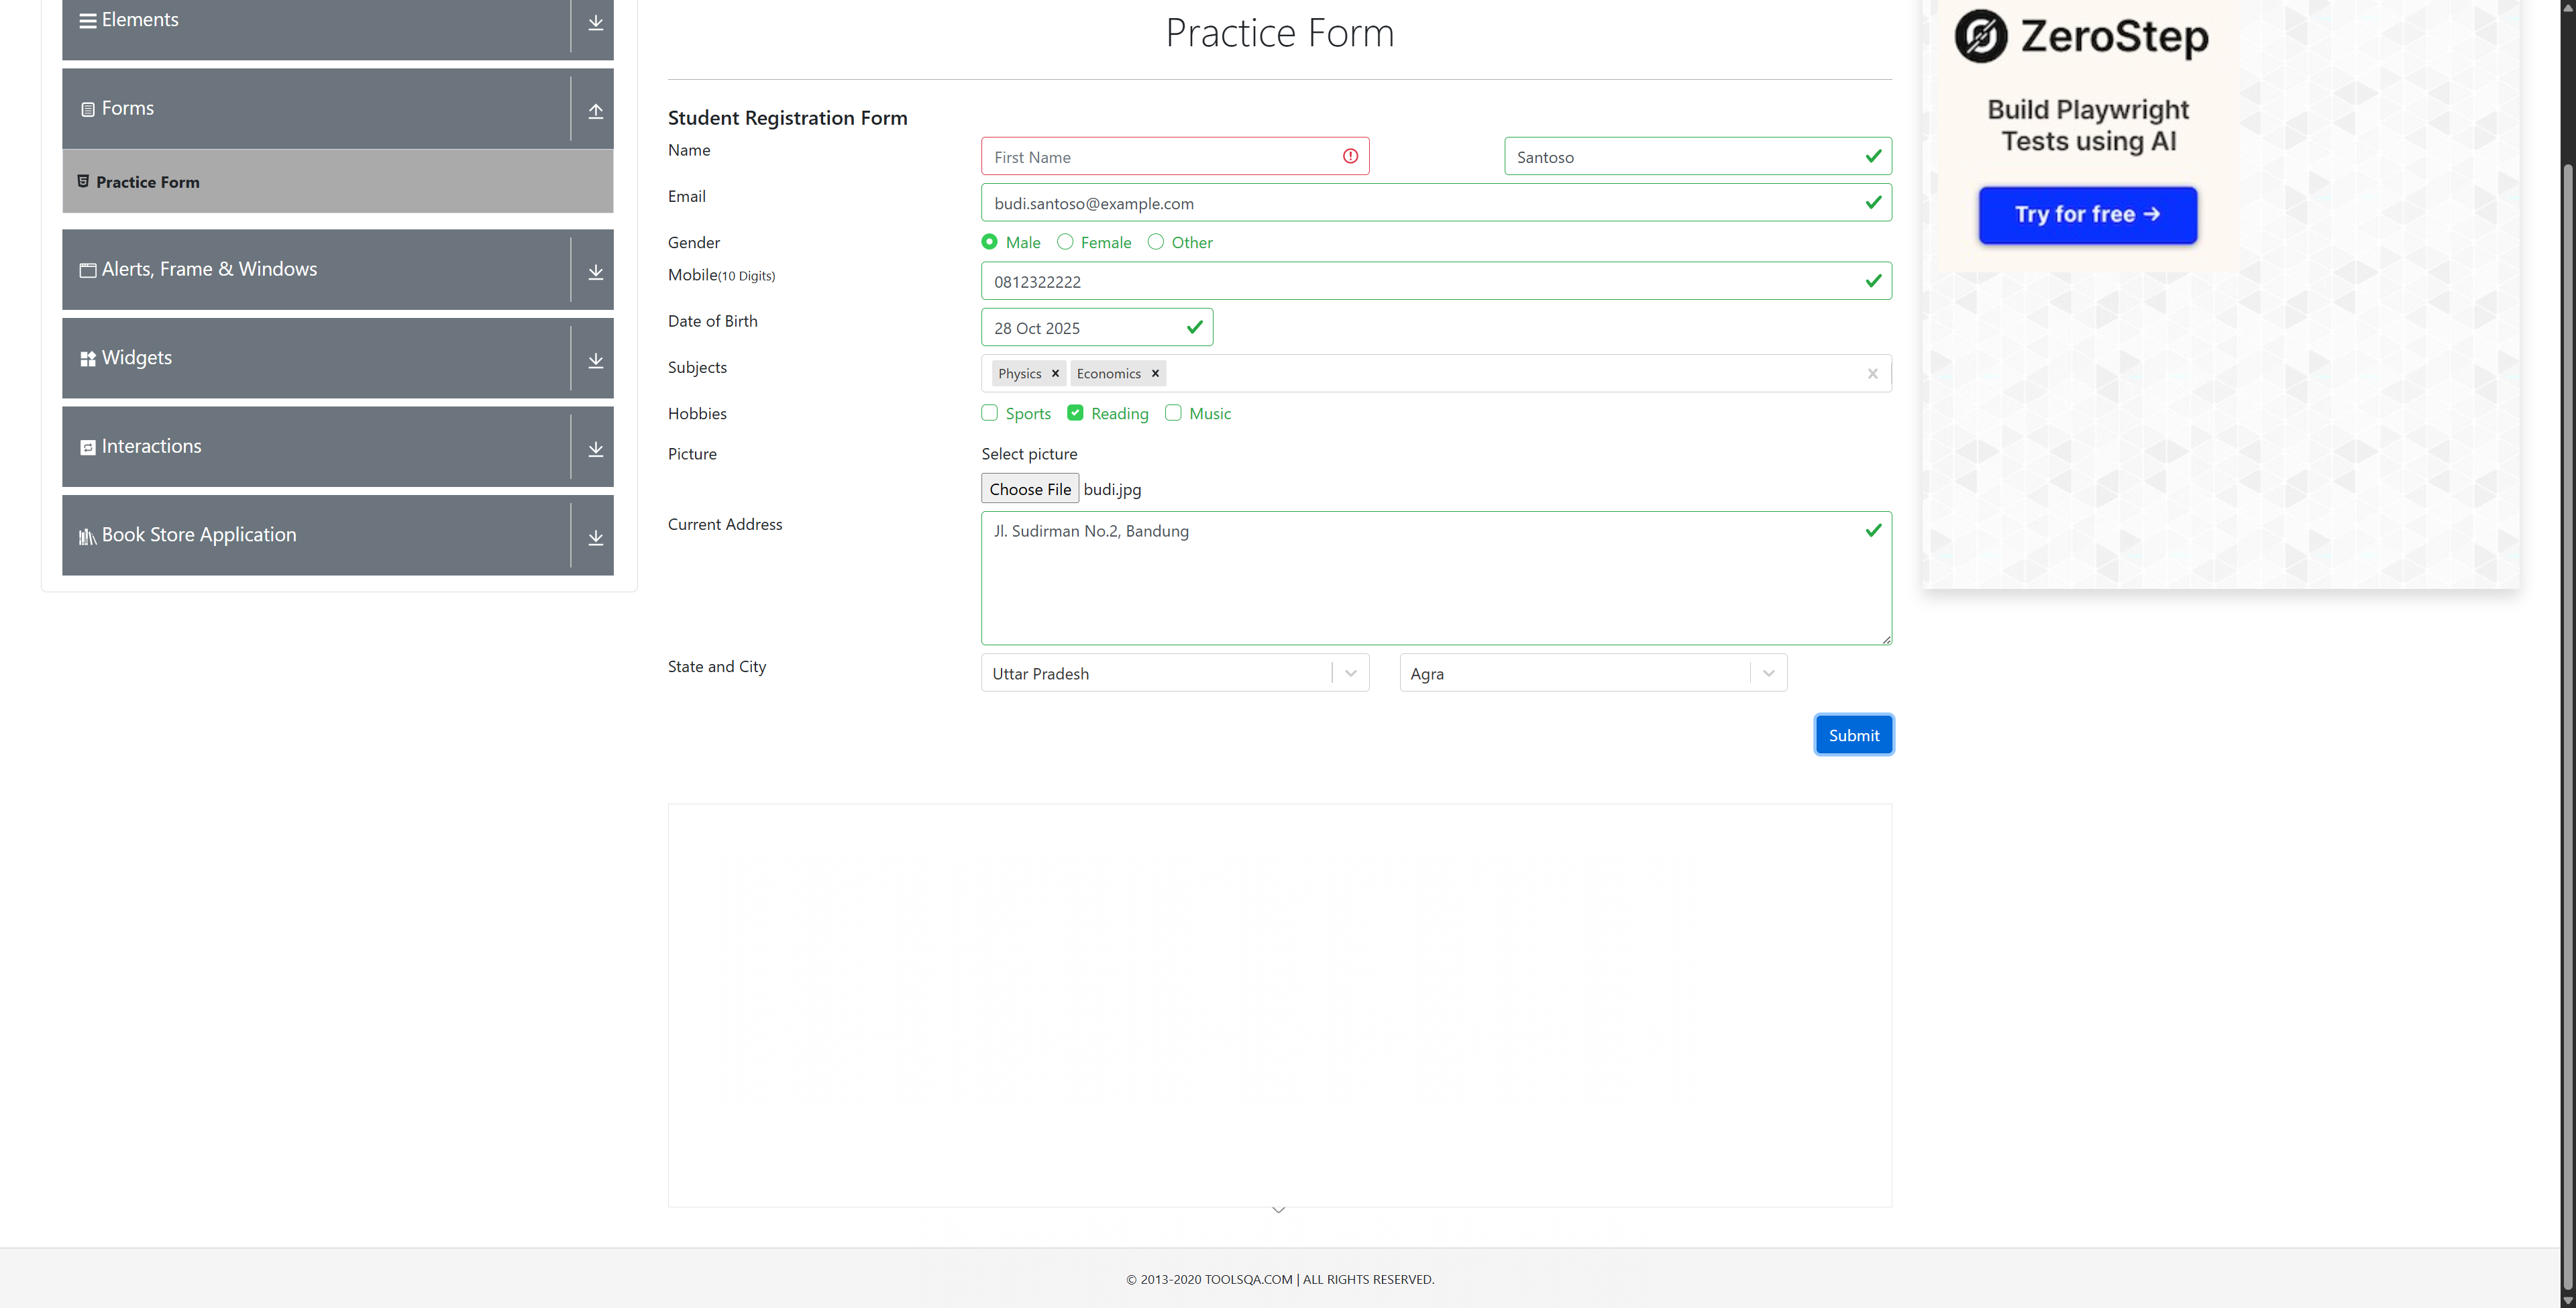 Elements
Forms
Practice Form
Alerts, Frame & Windows
Widgets
Interactions
Book Store Application
Practice Form
Student Registration Form
Name First Name Santoso
Email budi.santoso@example.com
Gender Male Female Other
Mobile(10 Digits) 0812322222
Date of Birth 28 Oct 2025
Subjects Physics × Economics ×
Hobbies Sports Reading Music
Picture Select picture
Choose File budi.jpg
Current Address Jl. Sudirman No.2, Bandung
State and City Uttar Pradesh Agra
Submit
ZeroStep
Build Playwright
Tests using AI
Try for free →
© 2013-2020 TOOLSQA.COM | ALL RIGHTS RESERVED.